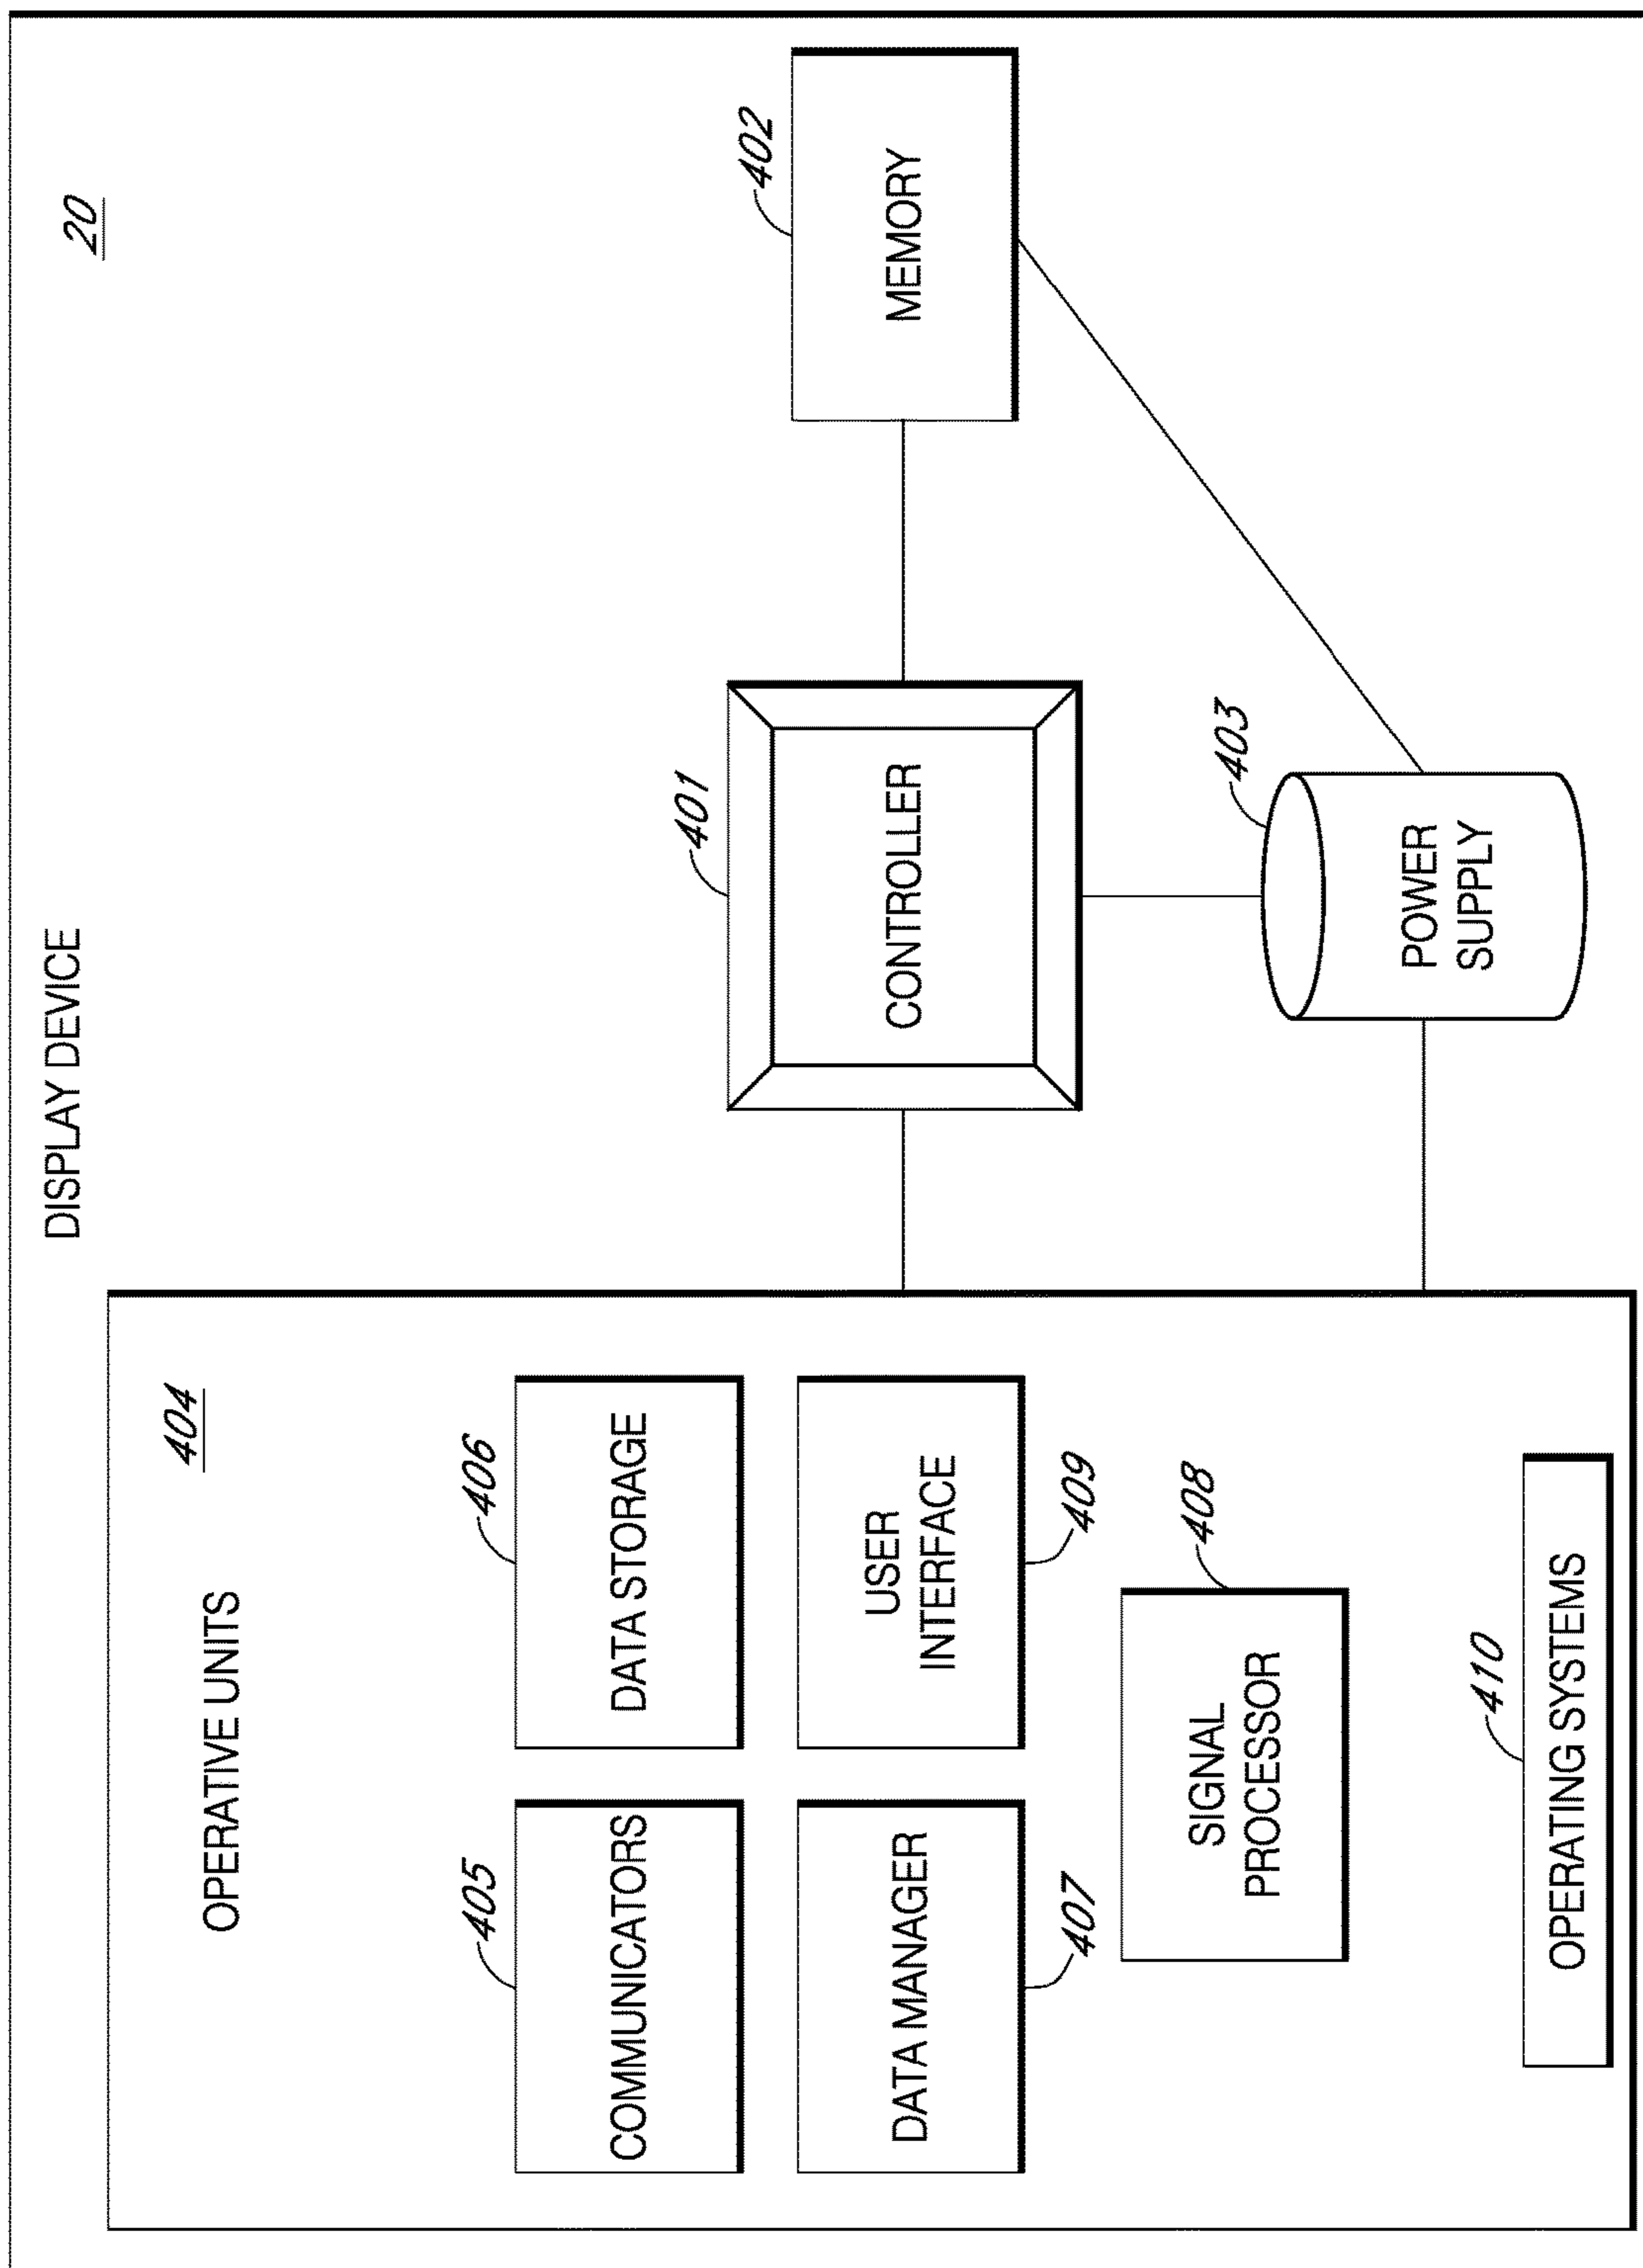 DISPLAY DEVICE
20
OPERATIVE UNITS
404
405
COMMUNICATORS
406
DATA STORAGE
DATA MANAGER
407
USER
INTERFACE
409
SIGNAL
PROCESSOR
408
410
OPERATING SYSTEMS
401
CONTROLLER
402
MEMORY
403
POWER
SUPPLY